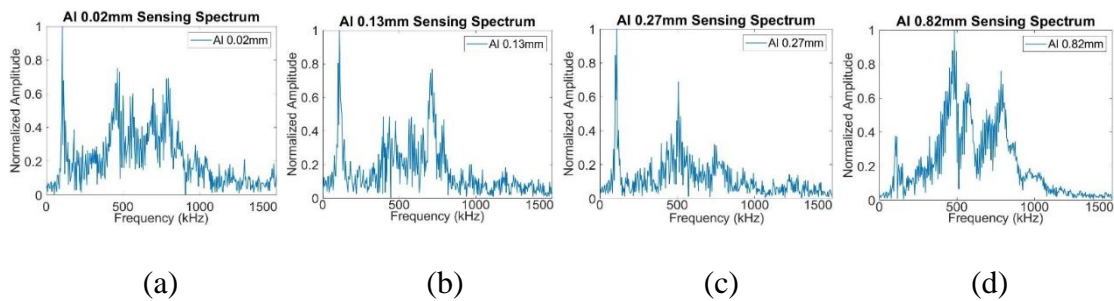 Al 0.02mm Sensing Spectrum
Al 0.02mm
Normalized Amplitude
1
0.8
0.6
0.4
0.2
0
0 500 1000 1500
Frequency (kHz)
(a)
Al 0.13mm Sensing Spectrum
Al 0.13mm
Normalized Amplitude
1
0.8
0.6
0.4
0.2
0
0 500 1000 1500
Frequency (kHz)
(b)
Al 0.27mm Sensing Spectrum
Al 0.27mm
Normalized Amplitude
1
0.8
0.6
0.4
0.2
0
0 500 1000 1500
Frequency (kHz)
(c)
Al 0.82mm Sensing Spectrum
Al 0.82mm
Normalized Amplitude
1
0.8
0.6
0.4
0.2
0
0 500 1000 1500
Frequency (kHz)
(d)